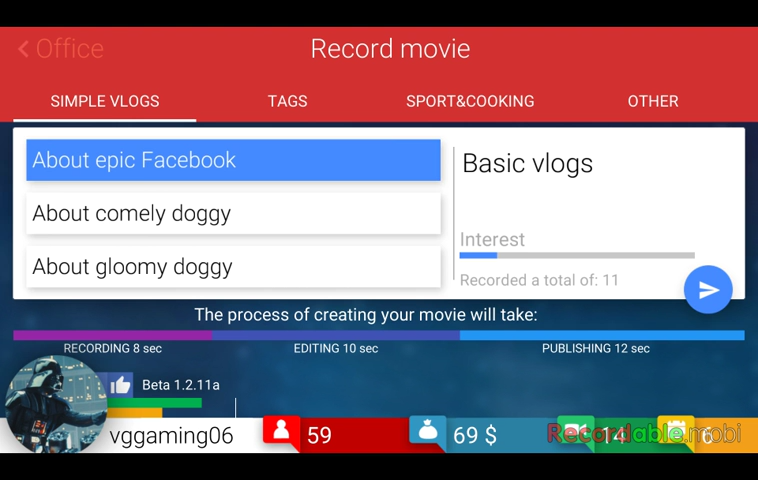 Office
Record movie
SIMPLE VLOGS
TAGS
SPORT&COOKING
OTHER
About epic Facebook
About comely doggy
About gloomy doggy
Basic vlogs
Interest
Recorded a total of: 11
The process of creating your movie will take:
RECORDING 8 sec
EDITING 10 sec
PUBLISHING 12 sec
Beta 1.2.11a
vggaming06
59
69 $
14
6
Recordable.mobi